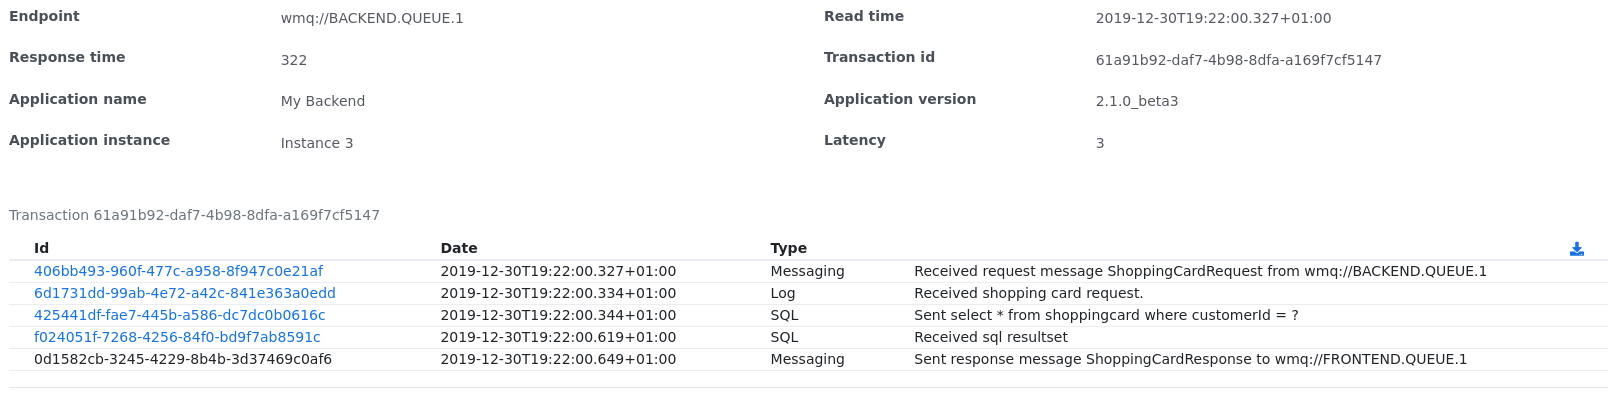 Endpoint wmq://BACKEND.QUEUE.1 Read time 2019-12-30T19:22:00.327+01:00
Response time 322 Transaction id 61a91b92-daf7-4b98-8dfa-a169f7cf5147
Application name My Backend Application version 2.1.0_beta3
Application instance Instance 3 Latency 3
Transaction 61a91b92-daf7-4b98-8dfa-a169f7cf5147
Id Date Type
406bb493-960f-477c-a958-8f947c0e21af 2019-12-30T19:22:00.327+01:00 Messaging Received request message ShoppingCardRequest from wmq://BACKEND.QUEUE.1
6d1731dd-99ab-4e72-a42c-841e363a0edd 2019-12-30T19:22:00.334+01:00 Log Received shopping card request.
425441df-fae7-445b-a586-dc7dc0b0616c 2019-12-30T19:22:00.344+01:00 SQL Sent select * from shoppingcard where customerId = ?
f024051f-7268-4256-84f0-bd9f7ab8591c 2019-12-30T19:22:00.619+01:00 SQL Received sql resultset
0d1582cb-3245-4229-8b4b-3d37469c0af6 2019-12-30T19:22:00.649+01:00 Messaging Sent response message ShoppingCardResponse to wmq://FRONTEND.QUEUE.1